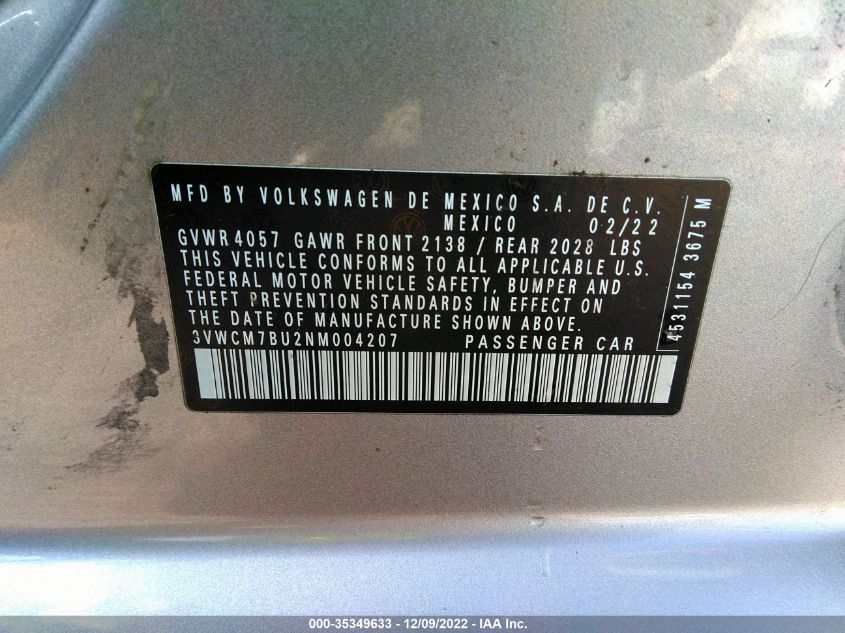 MFD BY VOLKSWAGEN DE MEXICO S.A. DE C.V.
MEXICO 02/22
GVWR 4057 GAWR FRONT 2138 / REAR 2028 LBS
THIS VEHICLE CONFORMS TO ALL APPLICABLE U.S.
FEDERAL MOTOR VEHICLE SAFETY, BUMPER AND
THEFT PREVENTION STANDARDS IN EFFECT ON
THE DATE OF MANUFACTURE SHOWN ABOVE.
3VWCM7BU2NM004207 PASSENGER CAR
4531154 3675 M
000-35349633 - 12/09/2022 - IAA Inc.